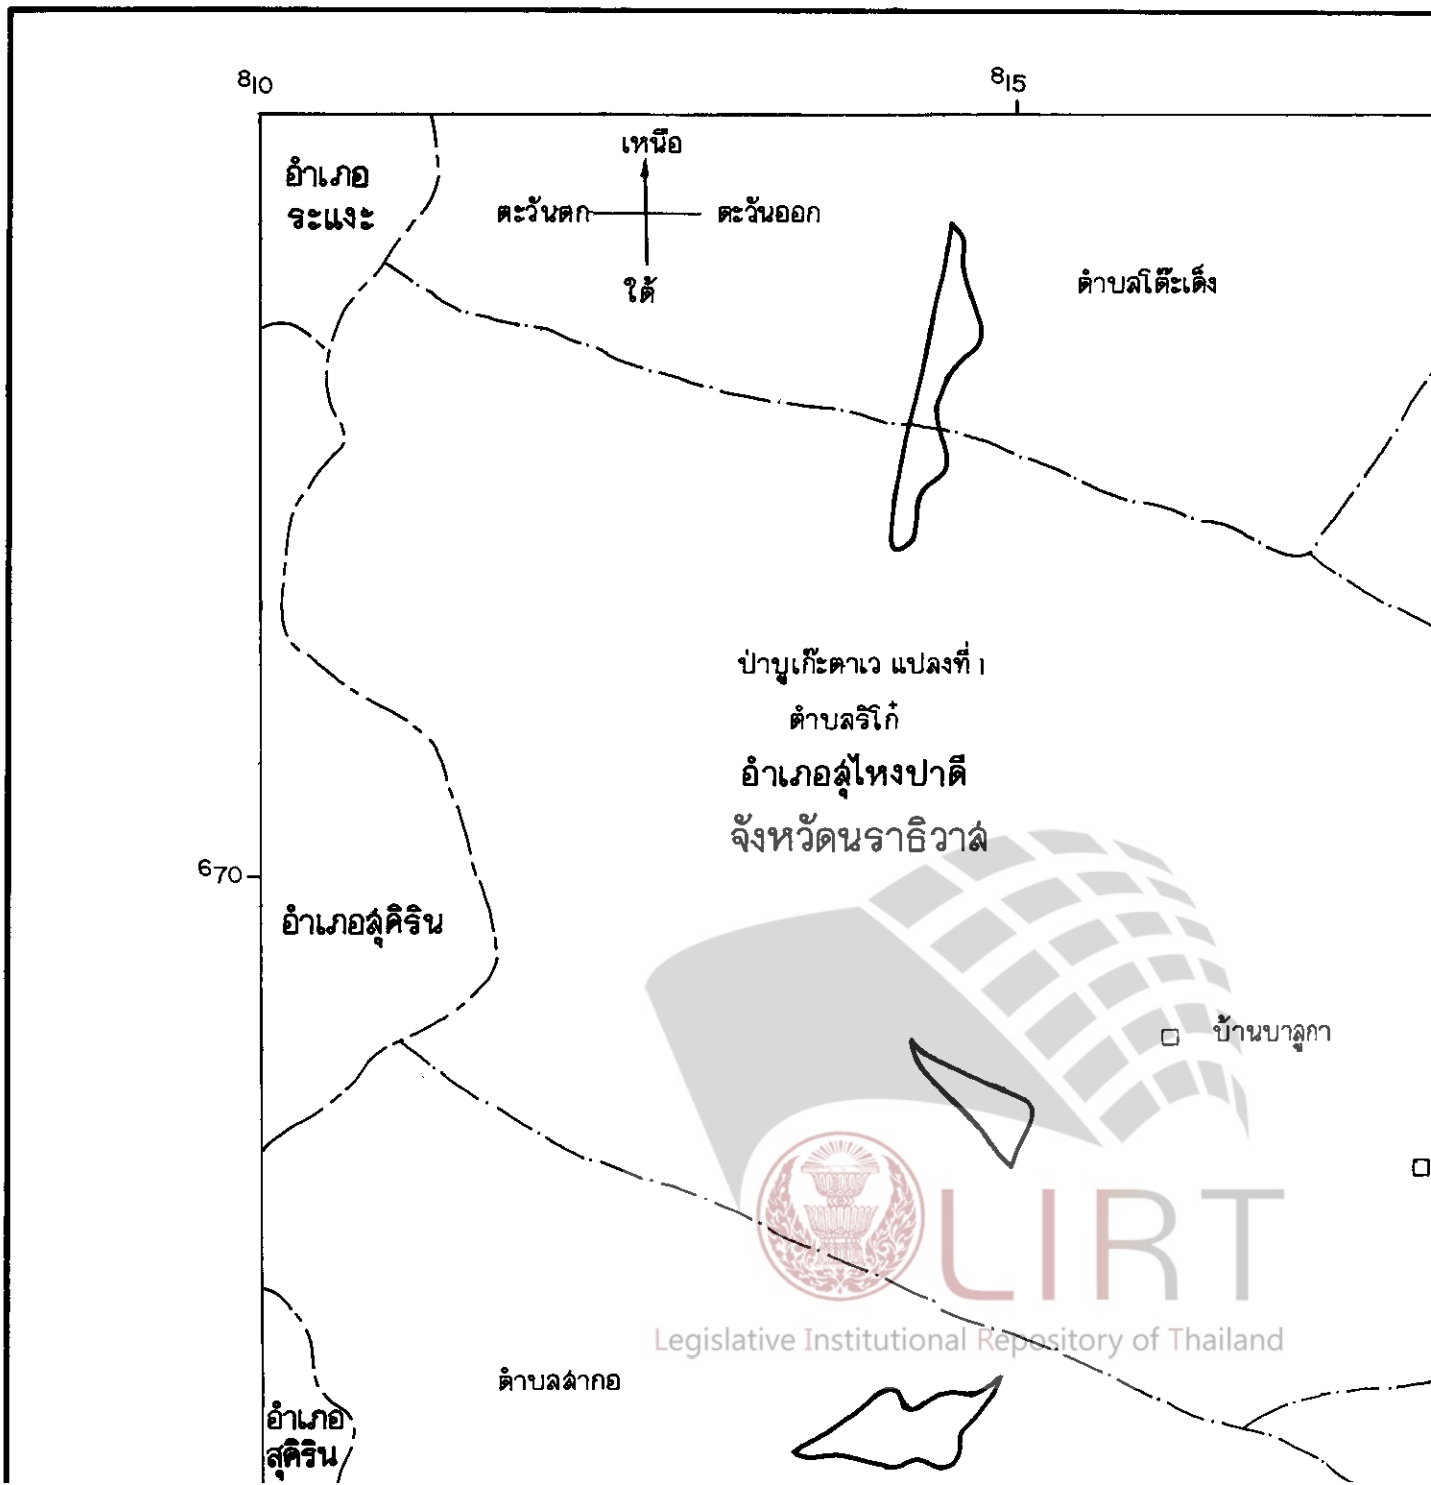 810
815
เหนือ
อำเภอ
ระแงะ
ตะวันตก
ตะวันออก
ใต้
ตำบลโต๊ะเด็ง
ป่าบูเก๊ะตาเว แปลงที่ 1
ตำบลริโก๋
อำเภอสุไหงปาดี
จังหวัดนราธิวาส
670
อำเภอสุคิริน
บ้านบาลูกา
LIRT
Legislative Institutional Repository of Thailand
ตำบลสากอ
อำเภอ
สุคิริน